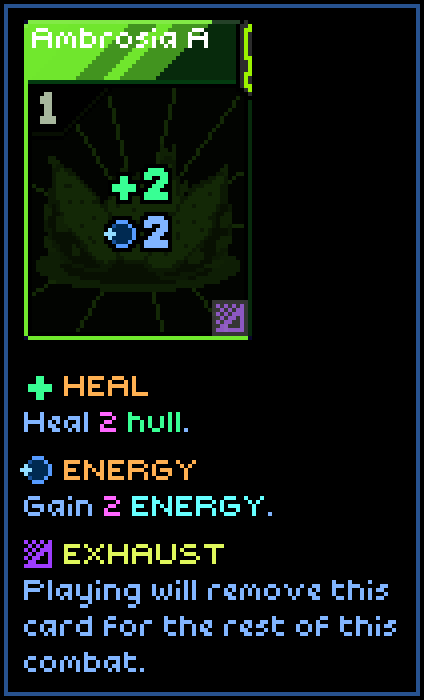 Ambrosia A
1
+2
2
HEAL
Heal 2 hull.
ENERGY
Gain 2 ENERGY.
EXHAUST
Playing will remove this
card for the rest of this
combat.